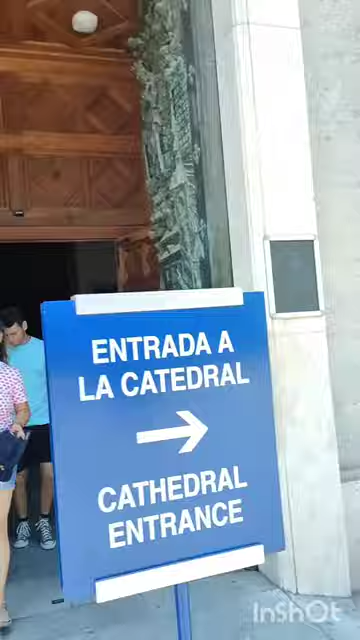 ENTRADA A
LA CATEDRAL
CATHEDRAL
ENTRANCE
InShOt